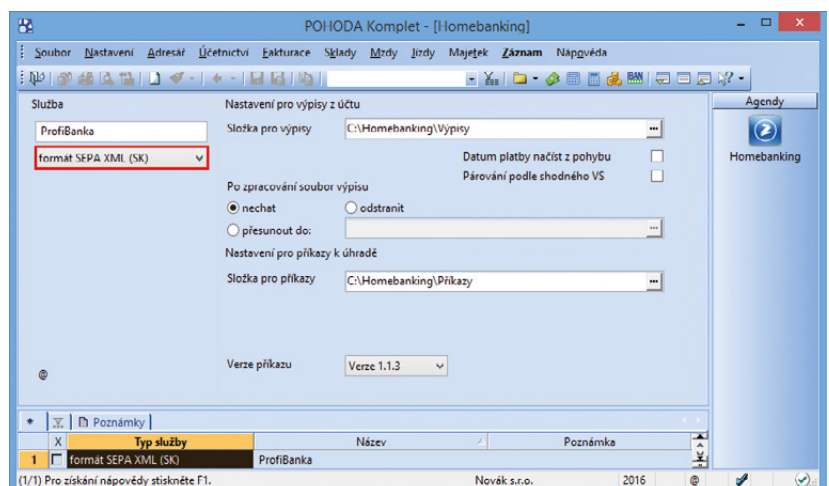 POHODA Komplet - [Homebanking]
Soubor Nastavení Adresář Účetnictví Fakturace Sklady Mzdy Jízdy Majetek Záznam Nápověda
Služba
Nastavení pro výpisy z účtu
Agendy
ProfiBanka
Složka pro výpisy
C:\Homebanking\Výpisy
formát SEPA XML (SK)
Datum platby načíst z pohybu
Homebanking
Párování podle shodného VS
Po zpracování soubor výpisu
nechat
odstranit
přesunout do:
Nastavení pro příkazy k úhradě
Složka pro příkazy
C:\Homebanking\Příkazy
Verze příkazu
Verze 1.1.3
@
* Poznámky
X Typ služby Název Poznámka
1 formát SEPA XML (SK) ProfiBanka
(1/1) Pro získání nápovědy stiskněte F1. Novák s.r.o. 2016 @